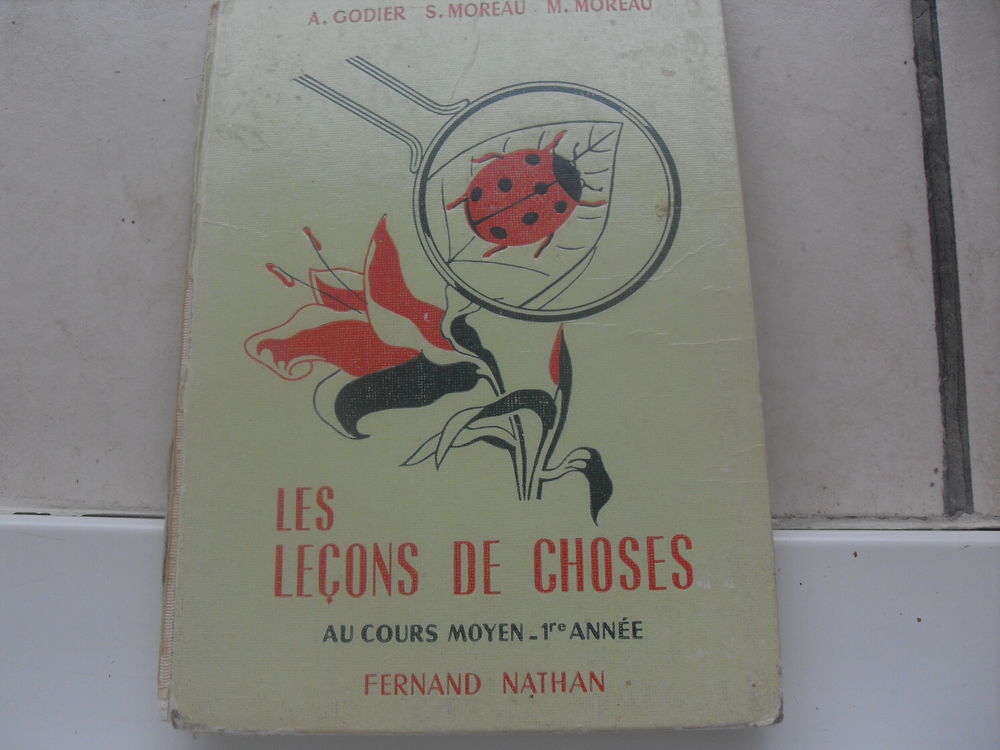 A. GODIER S. MOREAU M. MOREAU
LES
LEÇONS DE CHOSES
AU COURS MOYEN - 1re ANNÉE
FERNAND NATHAN